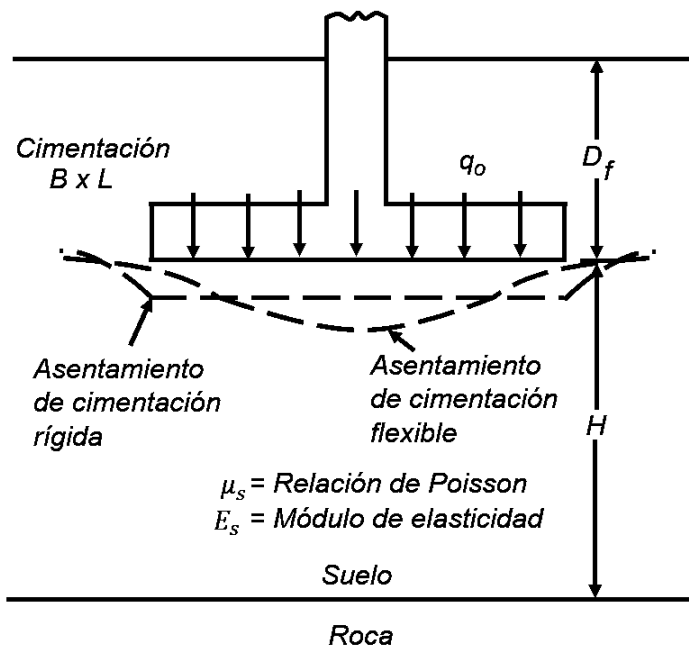 Cimentación
B x L
q_o
D_f
Asentamiento
de cimentación
rígida
Asentamiento
de cimentación
flexible
H
μ_s = Relación de Poisson
E_s = Módulo de elasticidad
Suelo
Roca